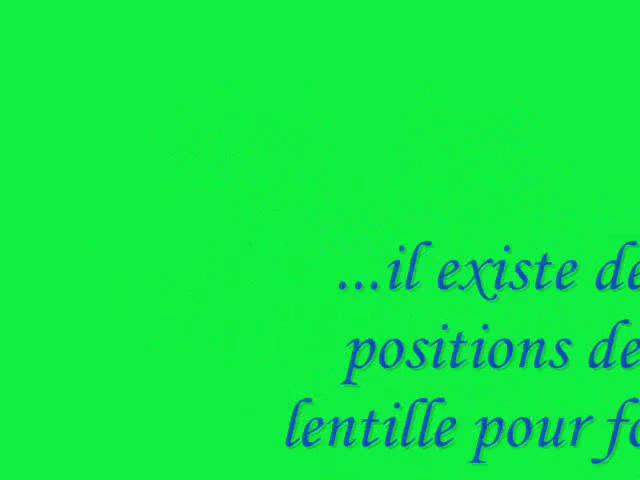 ...il existe de
positions de
lentille pour fo